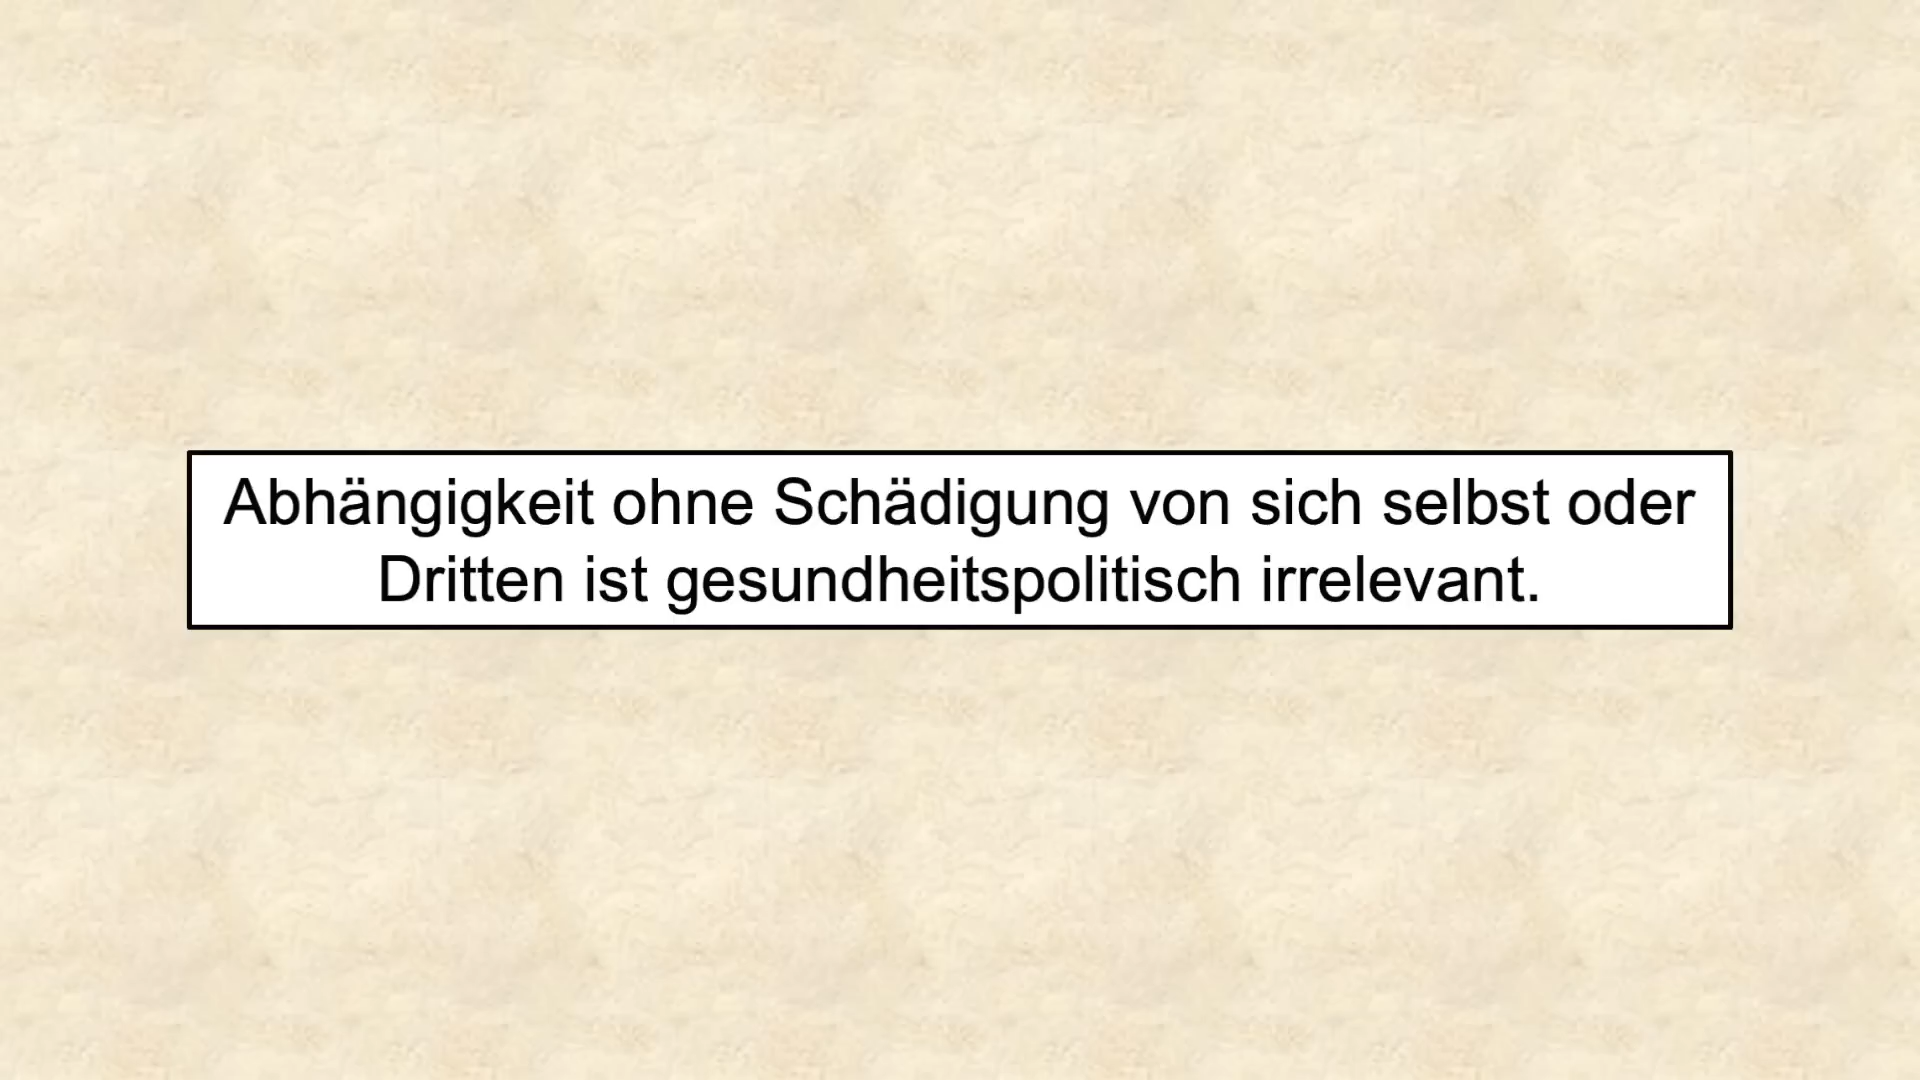 Abhängigkeit ohne Schädigung von sich selbst oder
Dritten ist gesundheitspolitisch irrelevant.